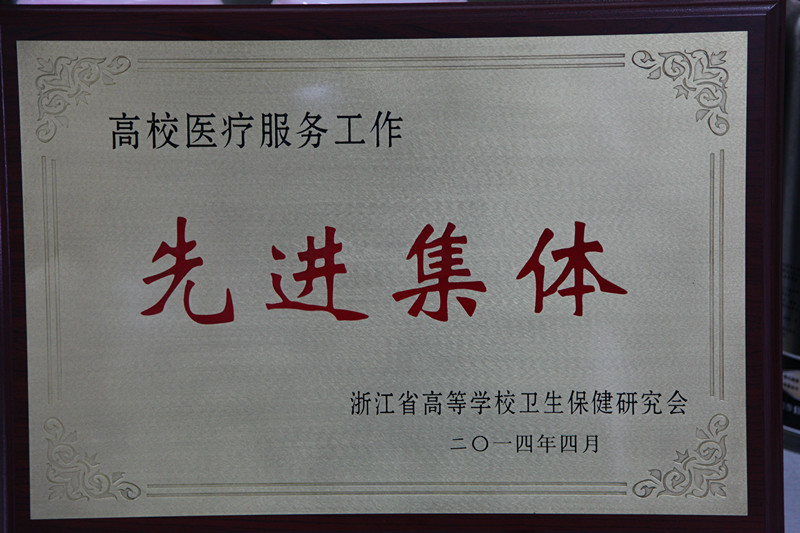 高校医疗服务工作
先进集体
浙江省高等学校卫生保健研究会
二〇一四年四月